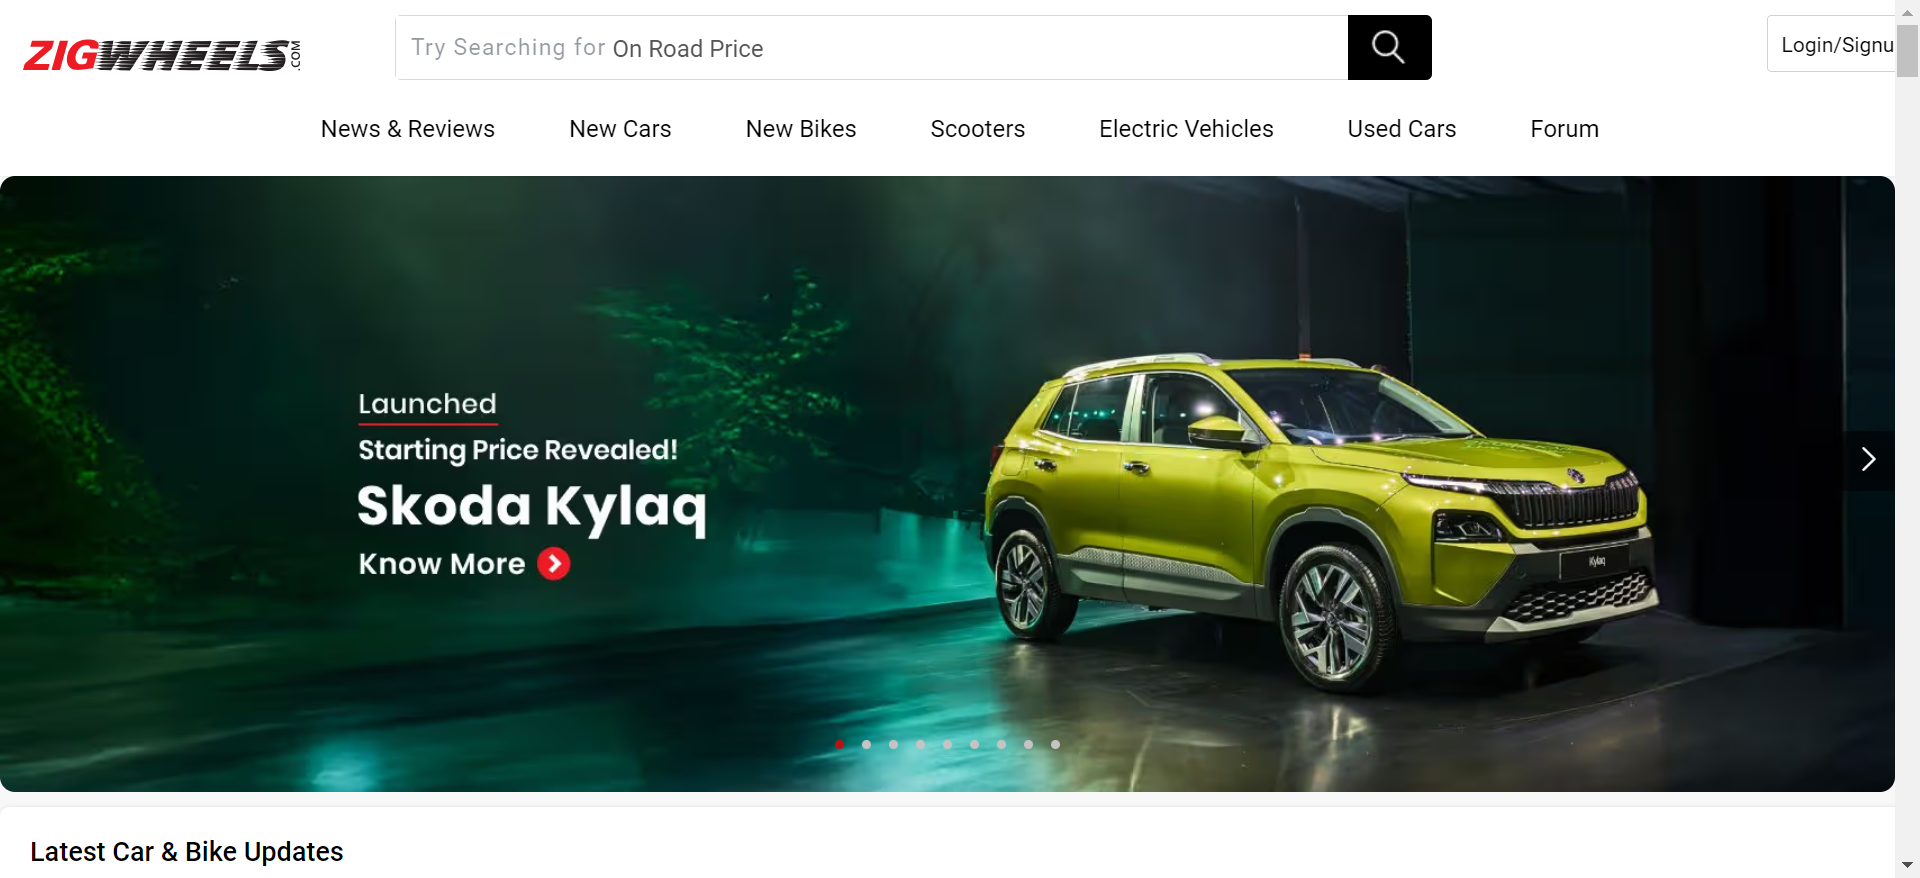 ZIGWHEELS.COM
Try Searching for On Road Price
Login/Signu
News & Reviews
New Cars
New Bikes
Scooters
Electric Vehicles
Used Cars
Forum
Launched
Starting Price Revealed!
Skoda Kylaq
Know More
Kylaq
Latest Car & Bike Updates